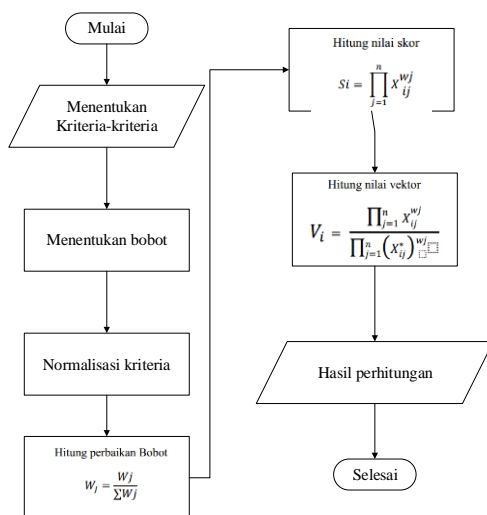 Mulai
Menentukan
Kriteria-kriteria
Menentukan bobot
Normalisasi kriteria
Hitung perbaikan Bobot
W_j = Wj / ∑Wj
Hitung nilai skor
Si = ∏_{j=1}^{n} X_{ij}^{wj}
Hitung nilai vektor
V_i = ∏_{j=1}^{n} X_{ij}^{wj} / ∏_{j=1}^{n} (X_{ij}^{*})^{wj}
Hasil perhitungan
Selesai